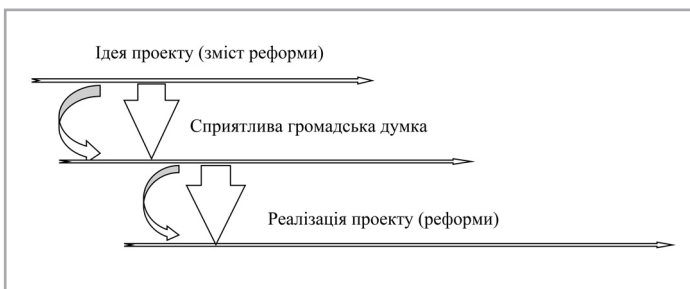 Ідея проекту (зміст реформи)
Сприятлива громадська думка
Реалізація проекту (реформи)